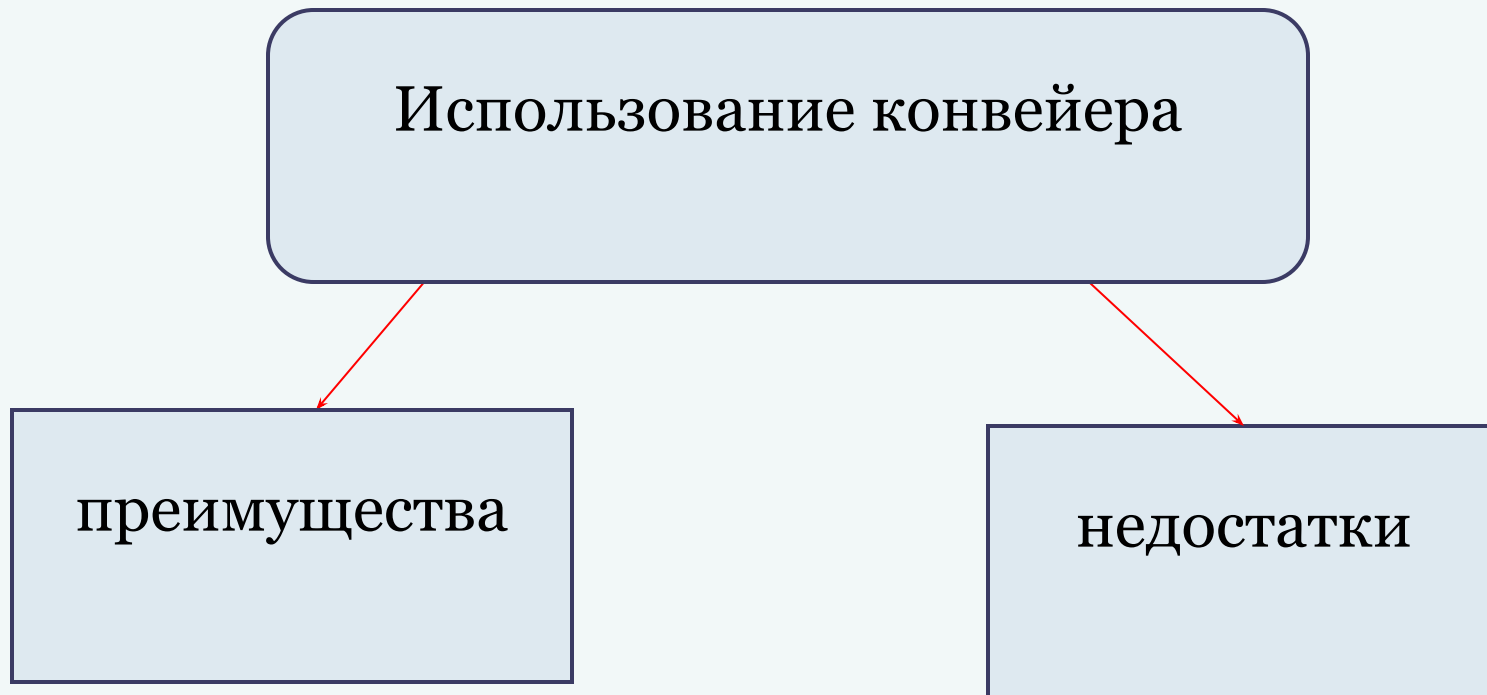 Использование конвейера
преимущества
недостатки